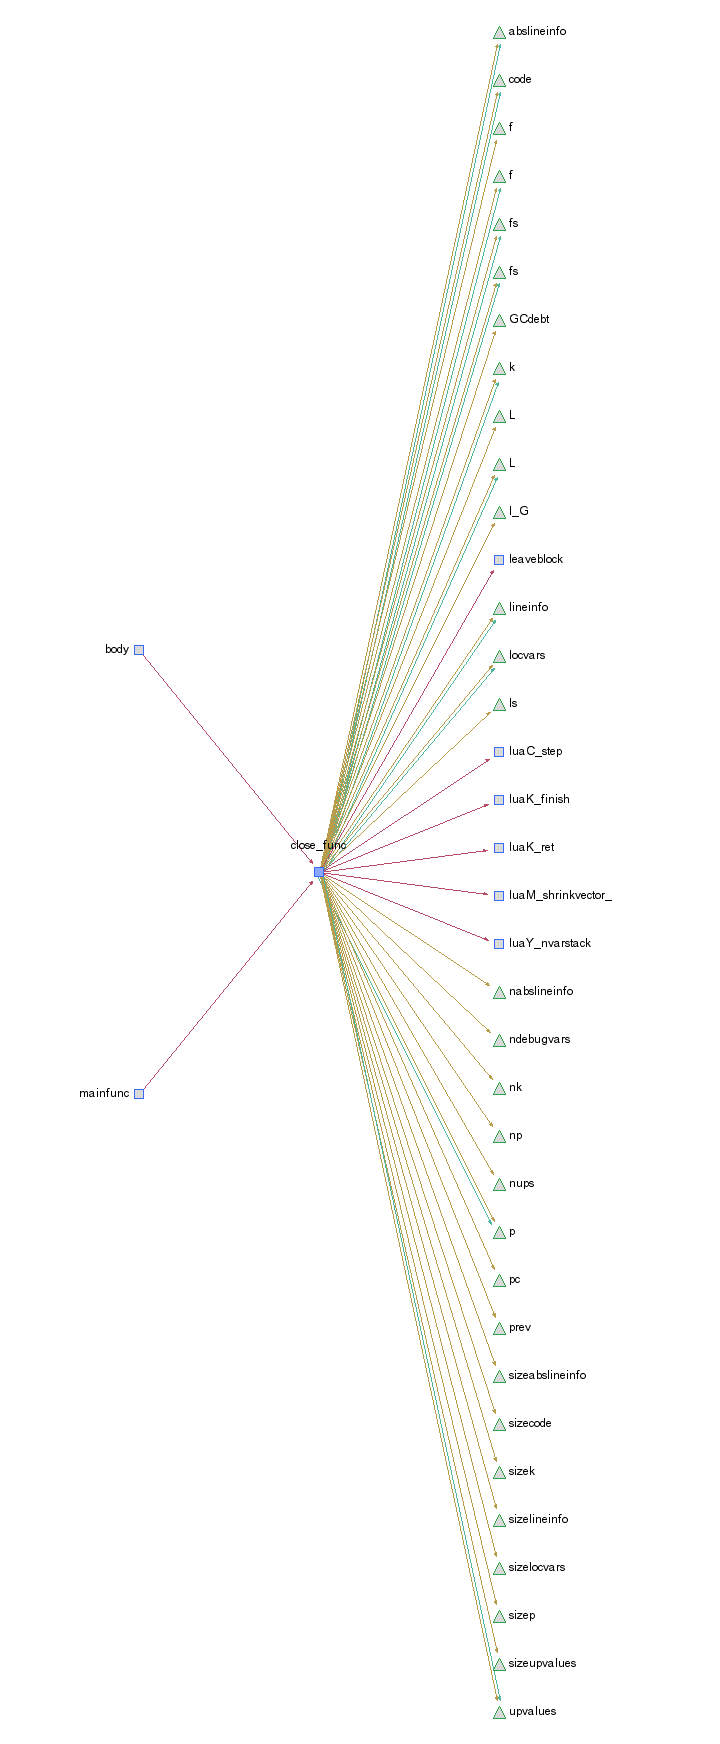 abslineinfo
code
f
f
fs
fs
GCdebt
k
L
L
l_G
leaveblock
lineinfo
body
locvars
ls
luaC_step
luaK_finish
close_func
luaK_ret
luaM_shrinkvector_
luaY_nvarstack
nabslineinfo
ndebugvars
nk
mainfunc
np
nups
p
pc
prev
sizeabslineinfo
sizecode
sizek
sizelineinfo
sizelocvars
sizep
sizeupvalues
upvalues